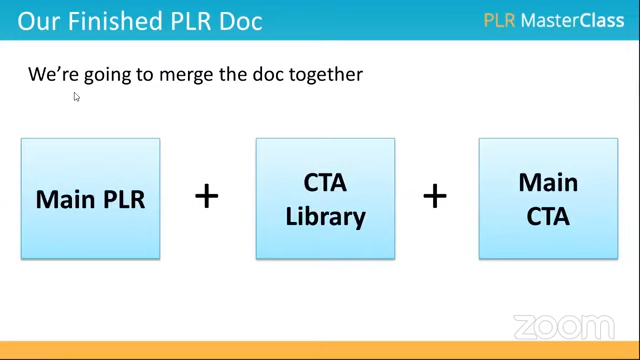 Our Finished PLR Doc
PLR MasterClass
We're going to merge the doc together
Main PLR
+
CTA
Library
+
Main
CTA
zoom